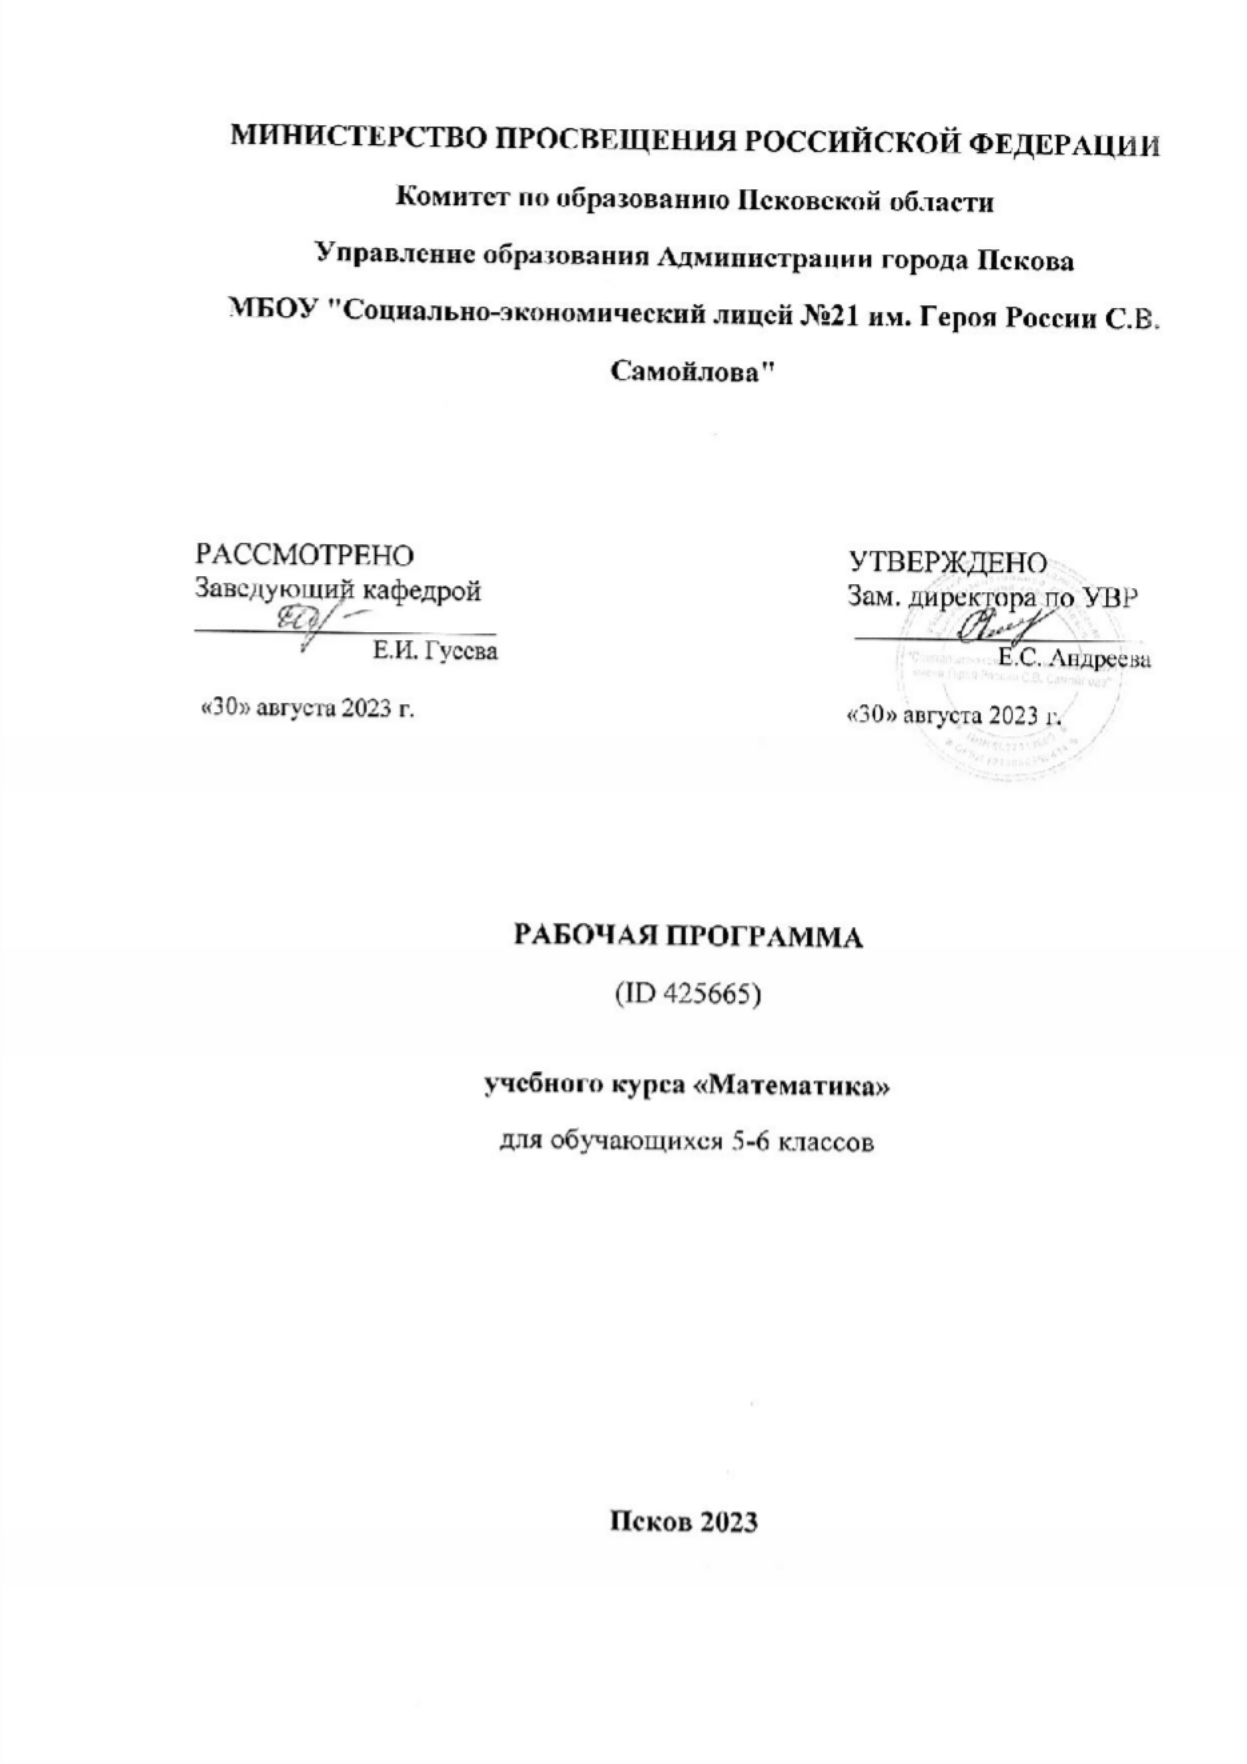 МИНИСТЕРСТВО ПРОСВЕЩЕНИЯ РОССИЙСКОЙ ФЕДЕРАЦИИ
Комитет по образованию Псковской области
Управление образования Администрации города Пскова
МБОУ "Социально-экономический лицей №21 им. Героя России С.В.
Самойлова"
РАССМОТРЕНО
Заведующий кафедрой
Е.И. Гусева
«30» августа 2023 г.
УТВЕРЖДЕНО
Зам. директора по УВР
Е.С. Андреева
«30» августа 2023 г.
РАБОЧАЯ ПРОГРАММА
(ID 425665)
учебного курса «Математика»
для обучающихся 5-6 классов
Псков 2023